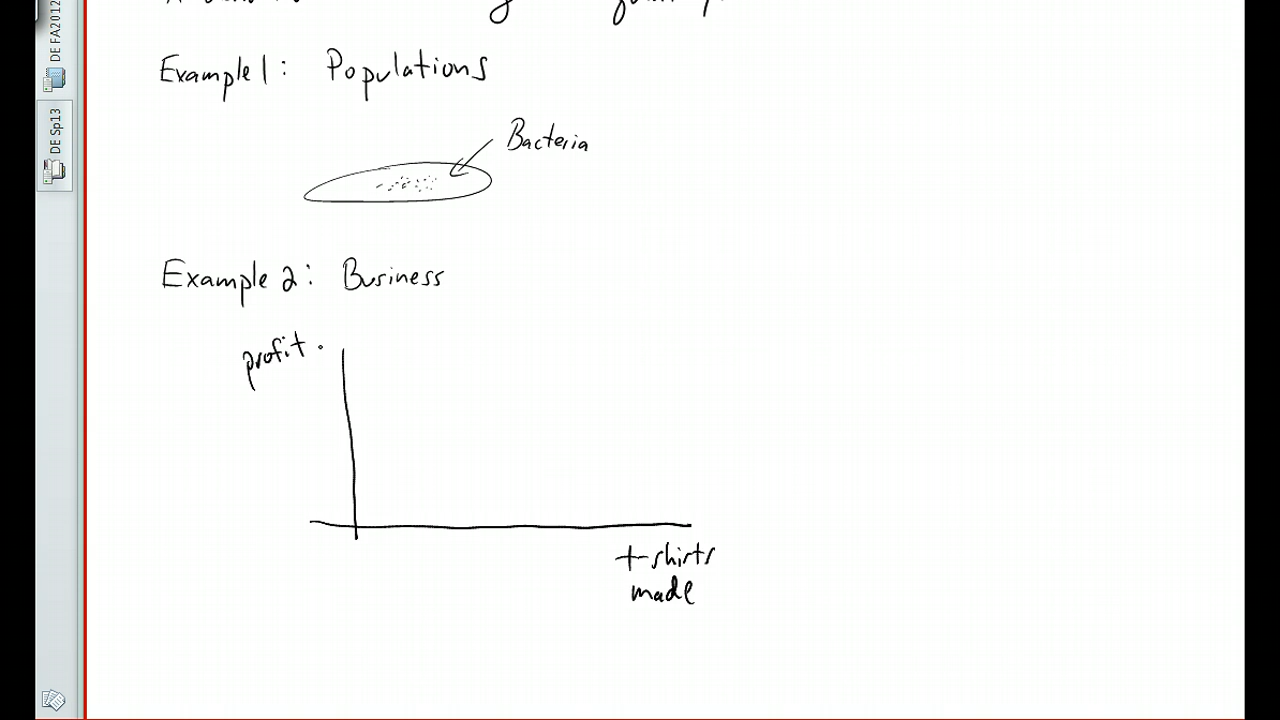 DE FA2012
DE Sp13
Example 1: Populations
Bacteria
Example 2: Business
profit
t-shirts
made